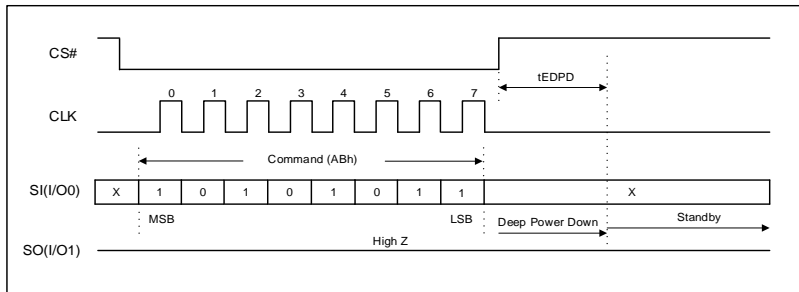 CS#
tEDPD
0 1 2 3 4 5 6 7
CLK
Command (ABh)
SI(I/O0) X 1 0 1 0 1 0 1 1 X
MSB LSB Deep Power Down Standby
High Z
SO(I/O1)